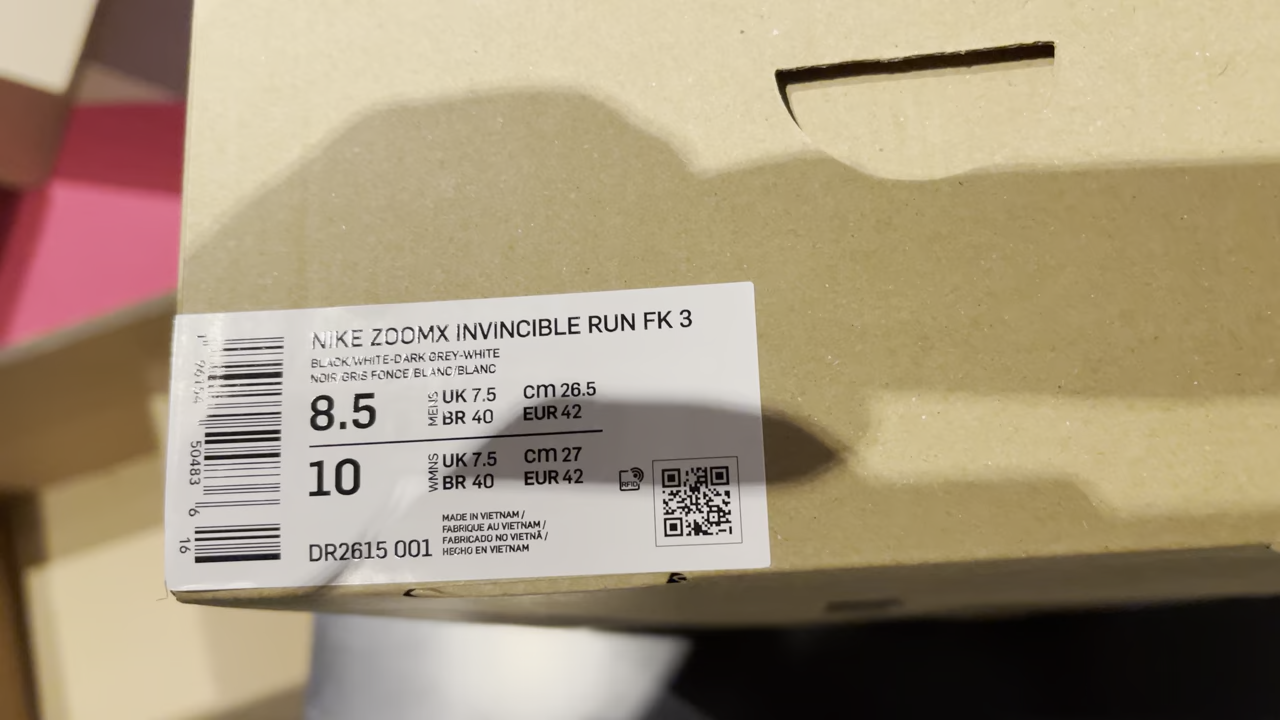 NIKE ZOOMX INVINCIBLE RUN FK 3
BLACK/WHITE-DARK GREY-WHITE
NOIR/GRIS FONCE/BLANC/BLANC
8.5 MENS UK 7.5 cm 26.5
BR 40 EUR 42
10 WMNS UK 7.5 cm 27
BR 40 EUR 42
RFID
MADE IN VIETNAM /
FABRIQUE AU VIETNAM /
FABRICADO NO VIETNÃ /
HECHO EN VIETNAM
DR2615 001
1 96154 50483 6 16